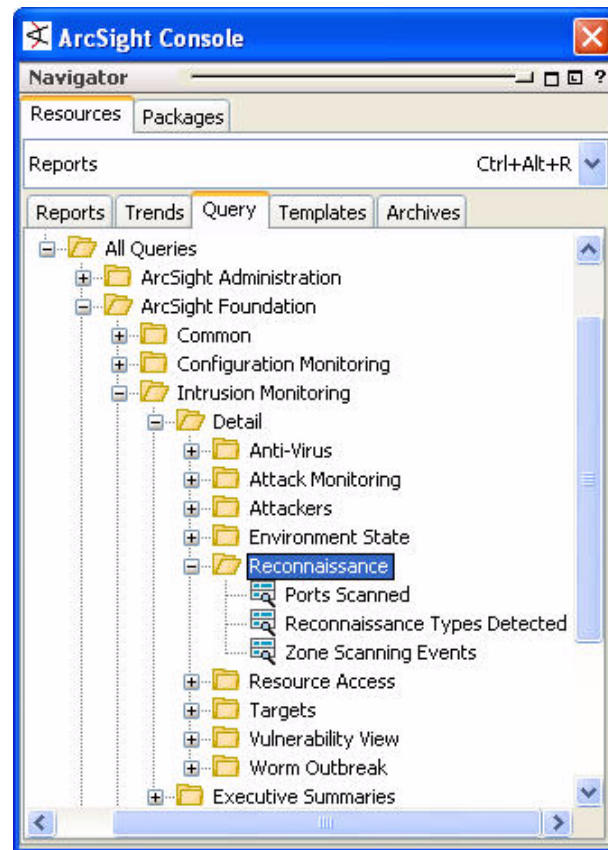 ArcSight Console
Navigator ?
Resources Packages
Reports Ctrl+Alt+R
Reports Trends Query Templates Archives
All Queries
ArcSight Administration
ArcSight Foundation
Common
Configuration Monitoring
Intrusion Monitoring
Detail
Anti-Virus
Attack Monitoring
Attackers
Environment State
Reconnaissance
Ports Scanned
Reconnaissance Types Detected
Zone Scanning Events
Resource Access
Targets
Vulnerability View
Worm Outbreak
Executive Summaries